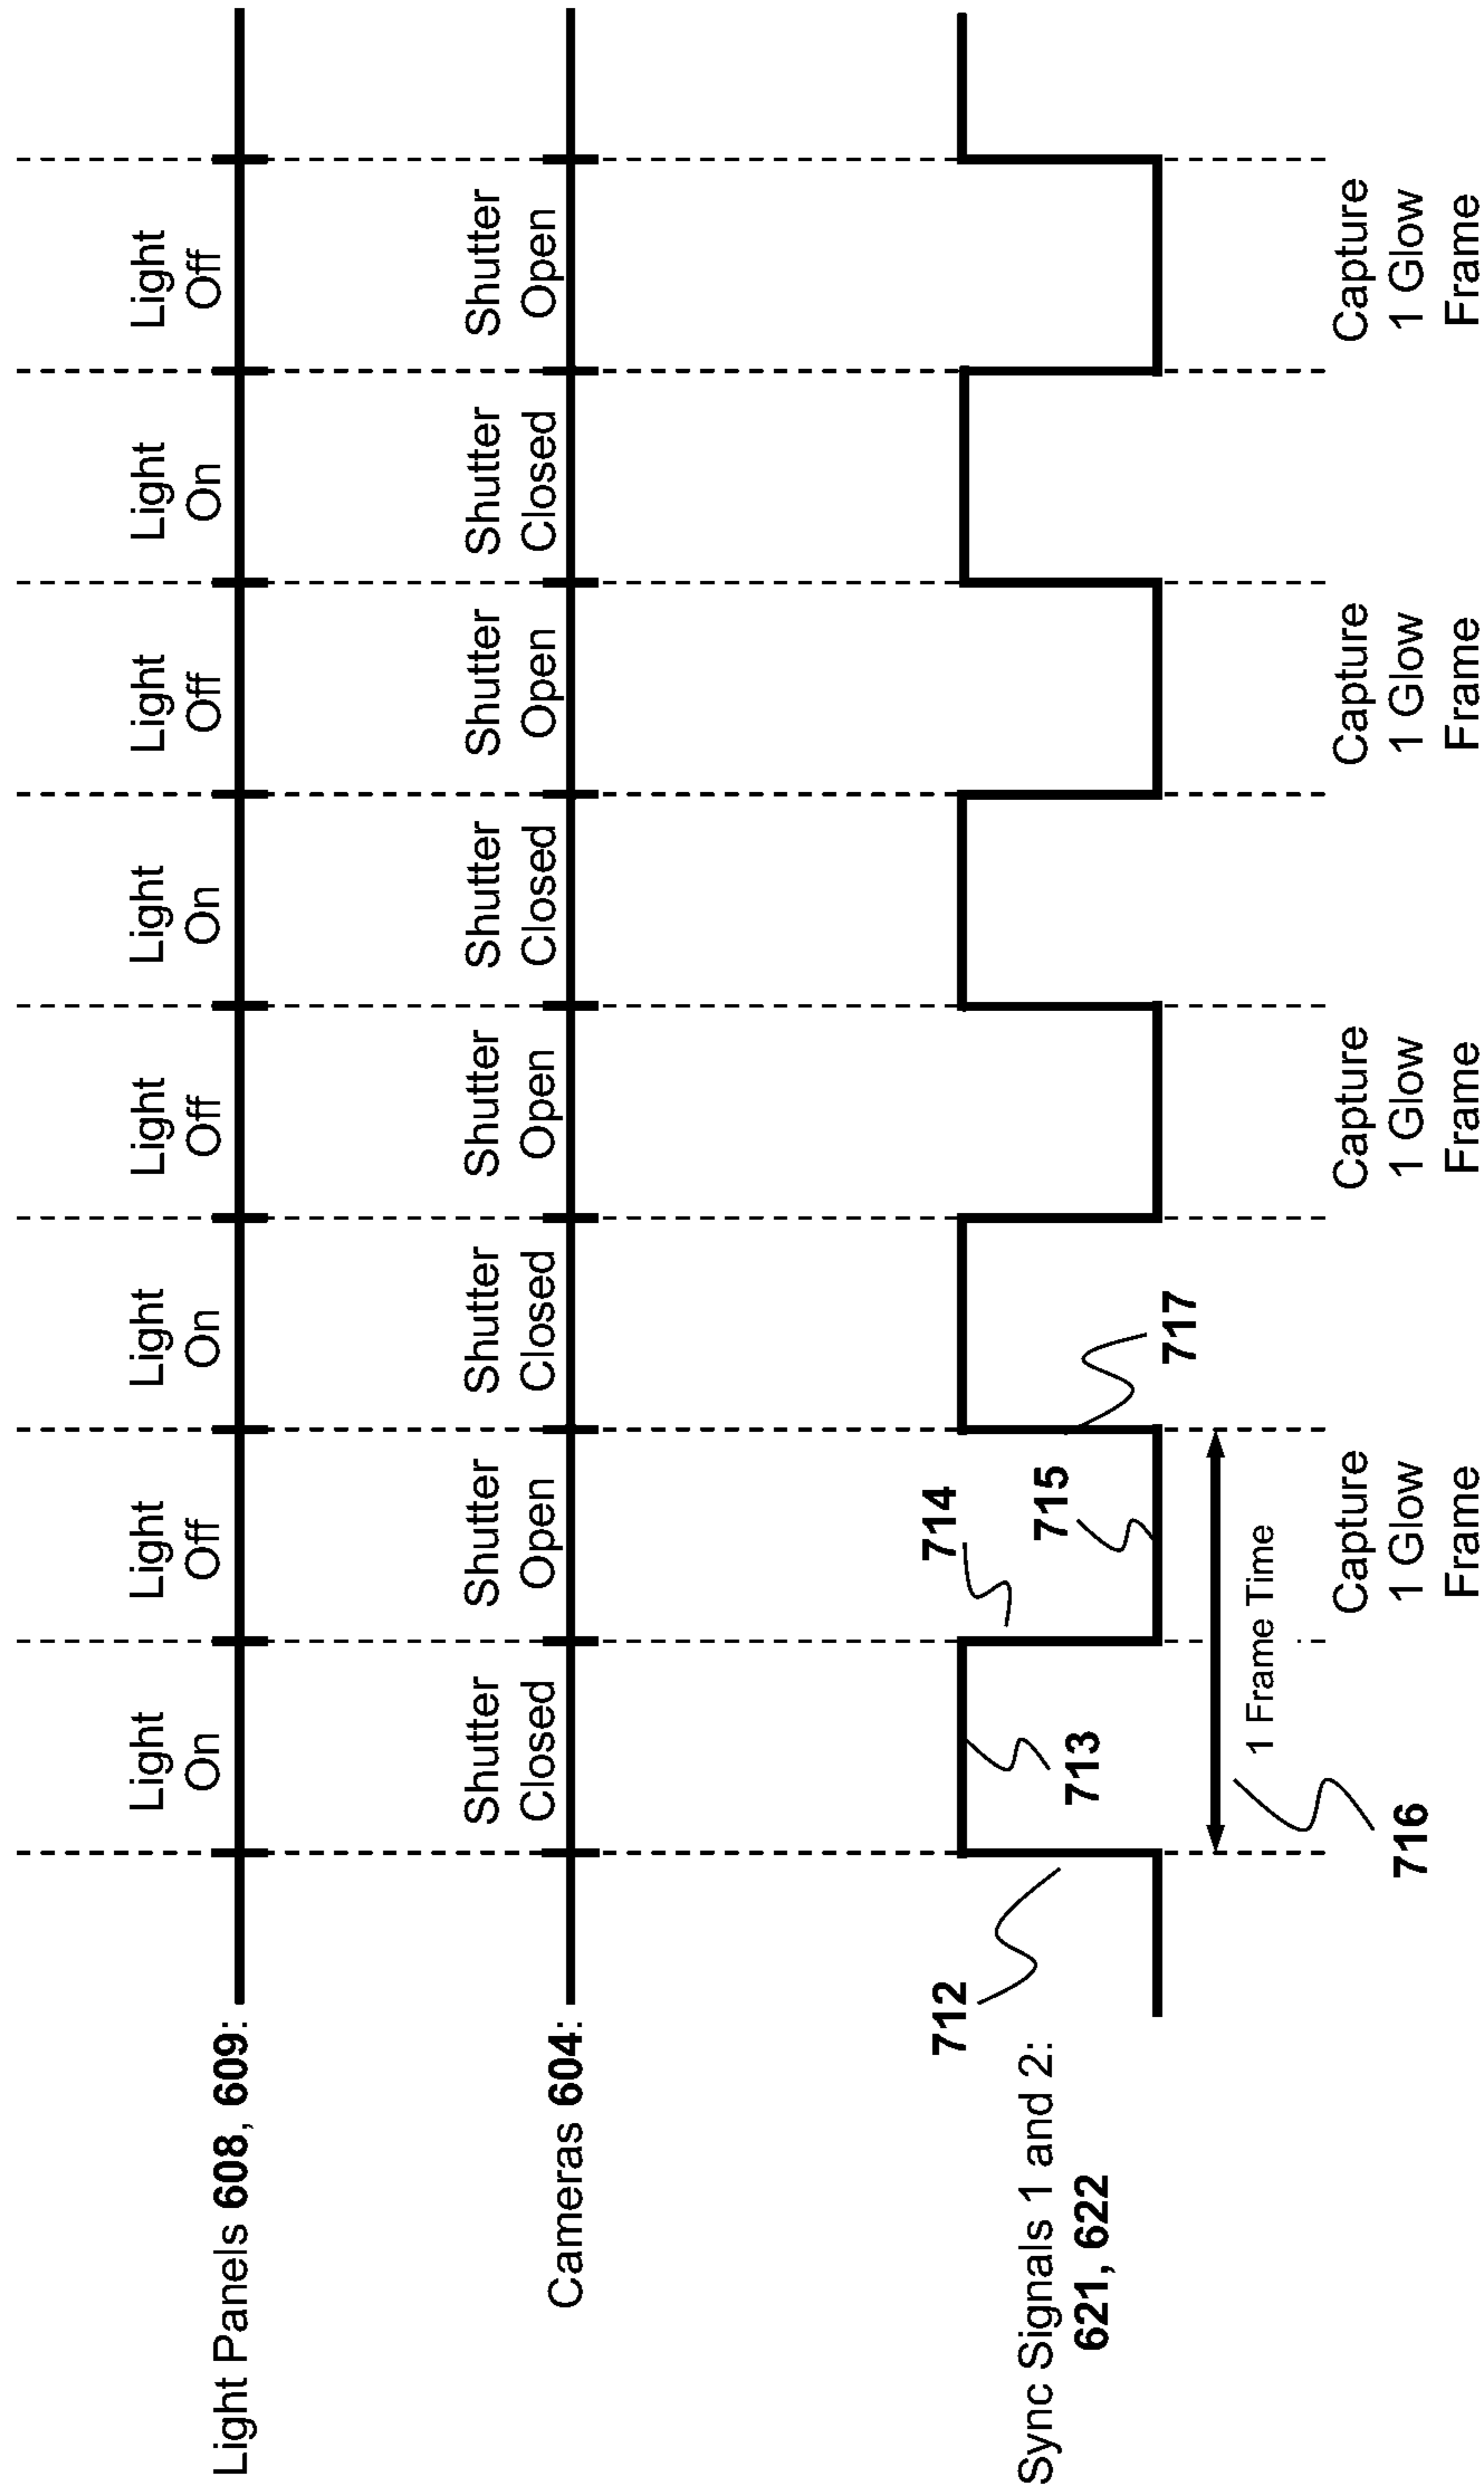 Light Panels 608, 609:
Light
On
Light
Off
Light
On
Light
Off
Light
On
Light
Off
Light
On
Light
Off
Cameras 604:
Shutter
Closed
Shutter
Open
Shutter
Closed
Shutter
Open
Shutter
Closed
Shutter
Open
Shutter
Closed
Shutter
Open
Sync Signals 1 and 2:
621, 622
712
713
714
715
717
1 Frame Time
716
Capture
1 Glow
Frame
Capture
1 Glow
Frame
Capture
1 Glow
Frame
Capture
1 Glow
Frame